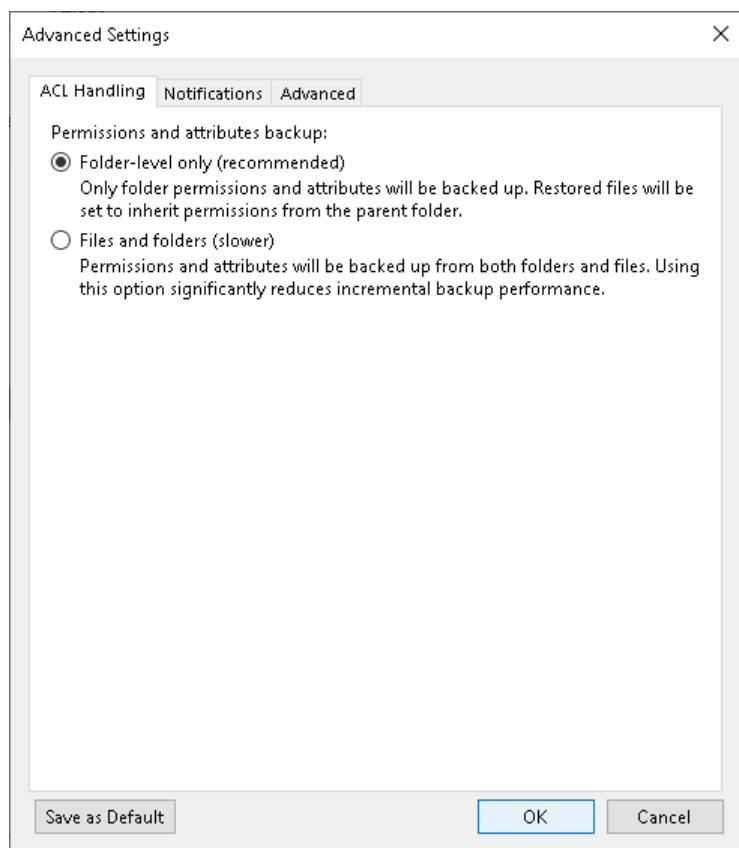 Advanced Settings
ACL Handling Notifications Advanced
Permissions and attributes backup:
Folder-level only (recommended)
Only folder permissions and attributes will be backed up. Restored files will be
set to inherit permissions from the parent folder.
Files and folders (slower)
Permissions and attributes will be backed up from both folders and files. Using
this option significantly reduces incremental backup performance.
Save as Default OK Cancel